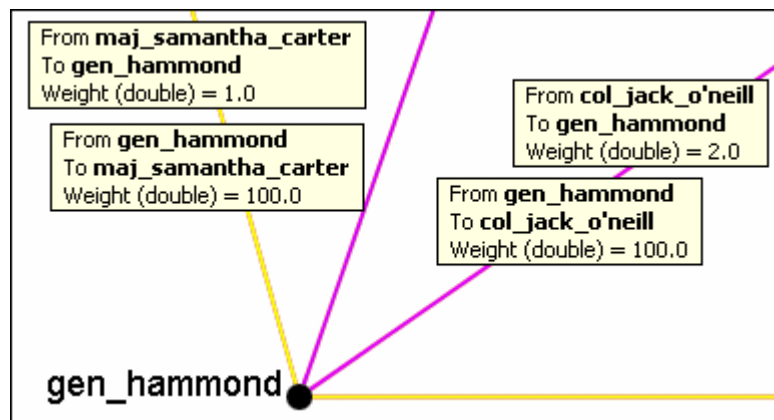 From maj_samantha_carter
To gen_hammond
Weight (double) = 1.0
From gen_hammond
To maj_samantha_carter
Weight (double) = 100.0
From col_jack_o'neill
To gen_hammond
Weight (double) = 2.0
From gen_hammond
To col_jack_o'neill
Weight (double) = 100.0
gen_hammond